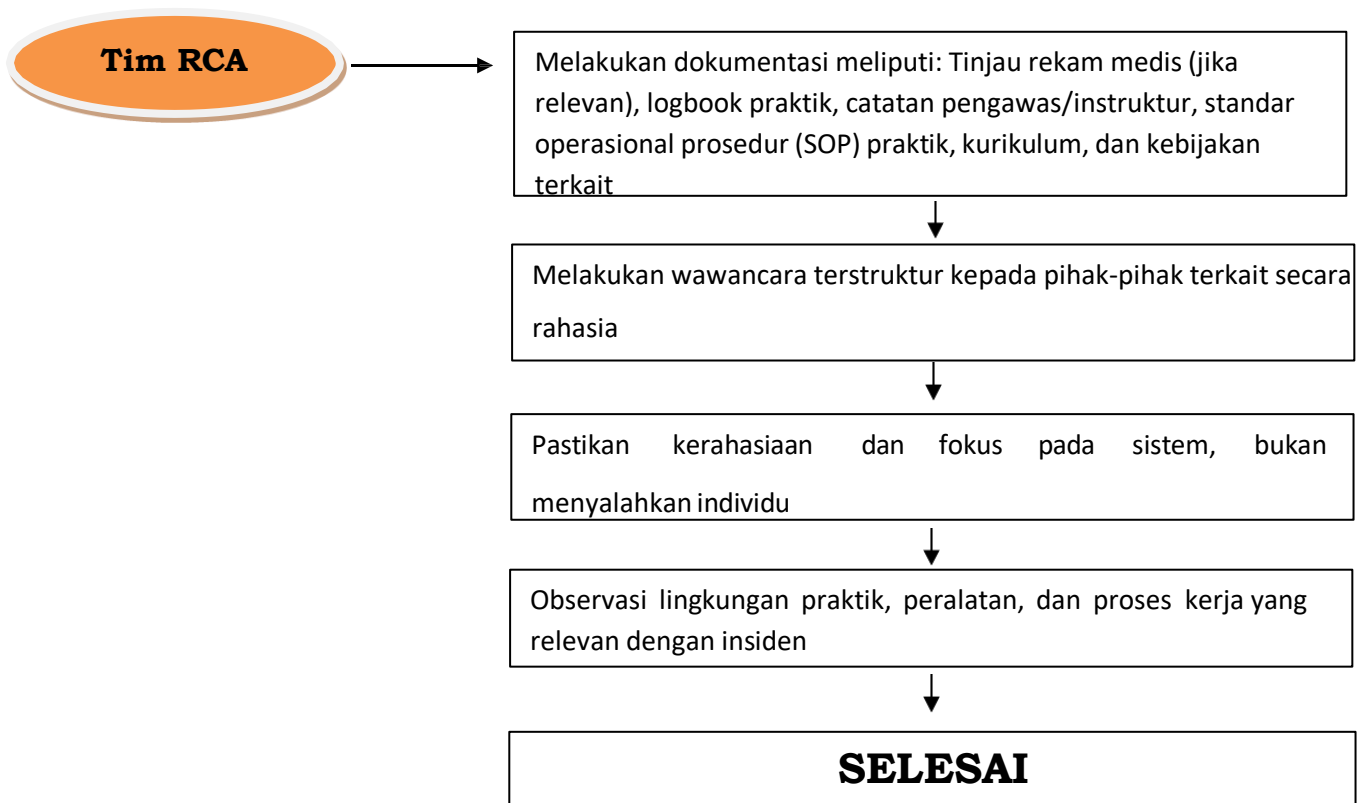 Tim RCA
Melakukan dokumentasi meliputi: Tinjau rekam medis (jika
relevan), logbook praktik, catatan pengawas/instruktur, standar
operasional prosedur (SOP) praktik, kurikulum, dan kebijakan
terkait
Melakukan wawancara terstruktur kepada pihak-pihak terkait secara
rahasia
Pastikan kerahasiaan dan fokus pada sistem, bukan
menyalahkan individu
Observasi lingkungan praktik, peralatan, dan proses kerja yang
relevan dengan insiden
SELESAI